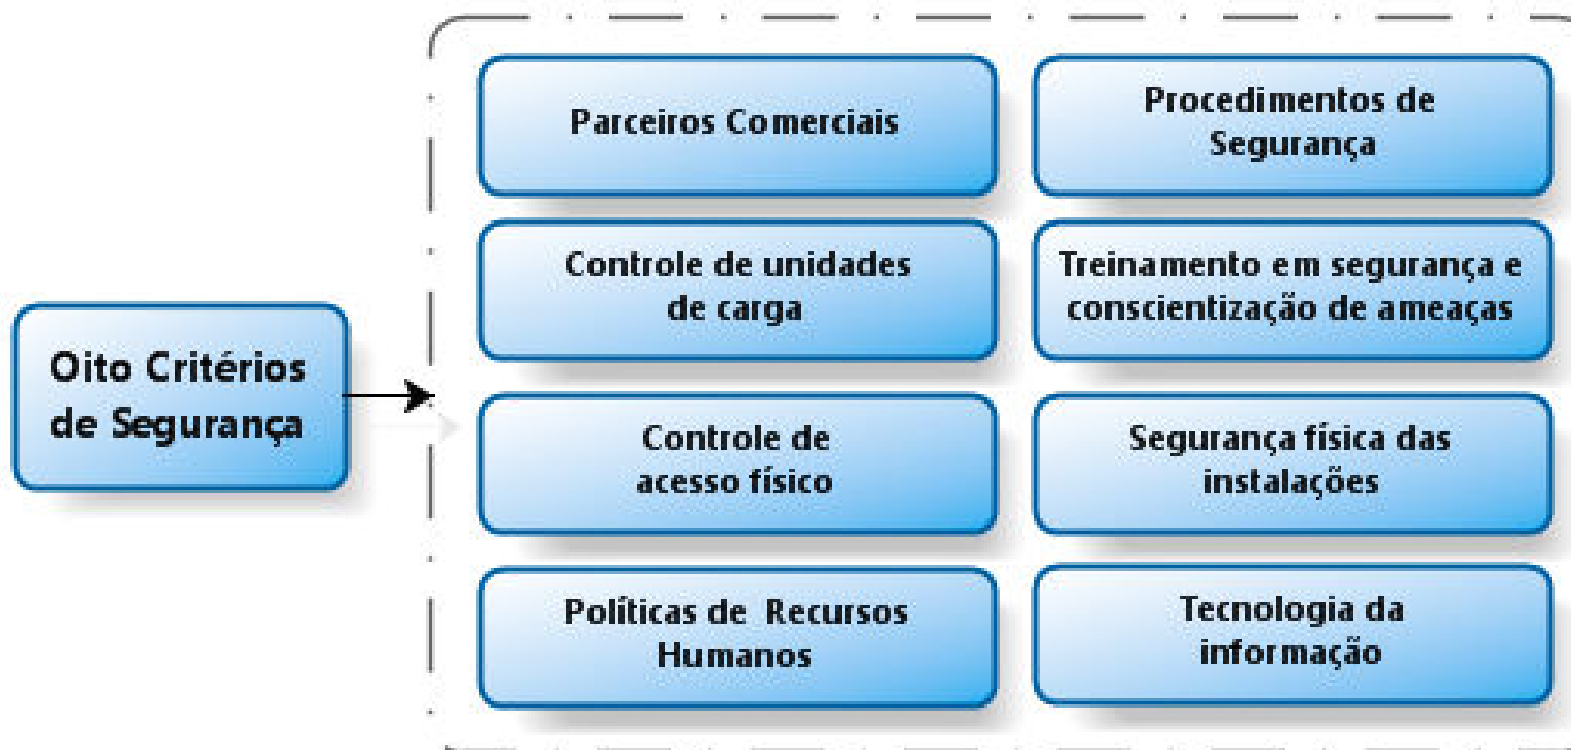 Oito Critérios
de Segurança
Parceiros Comerciais
Procedimentos de
Segurança
Controle de unidades
de carga
Treinamento em segurança e
conscientização de ameaças
Controle de
acesso físico
Segurança física das
instalações
Políticas de Recursos
Humanos
Tecnologia da
informação